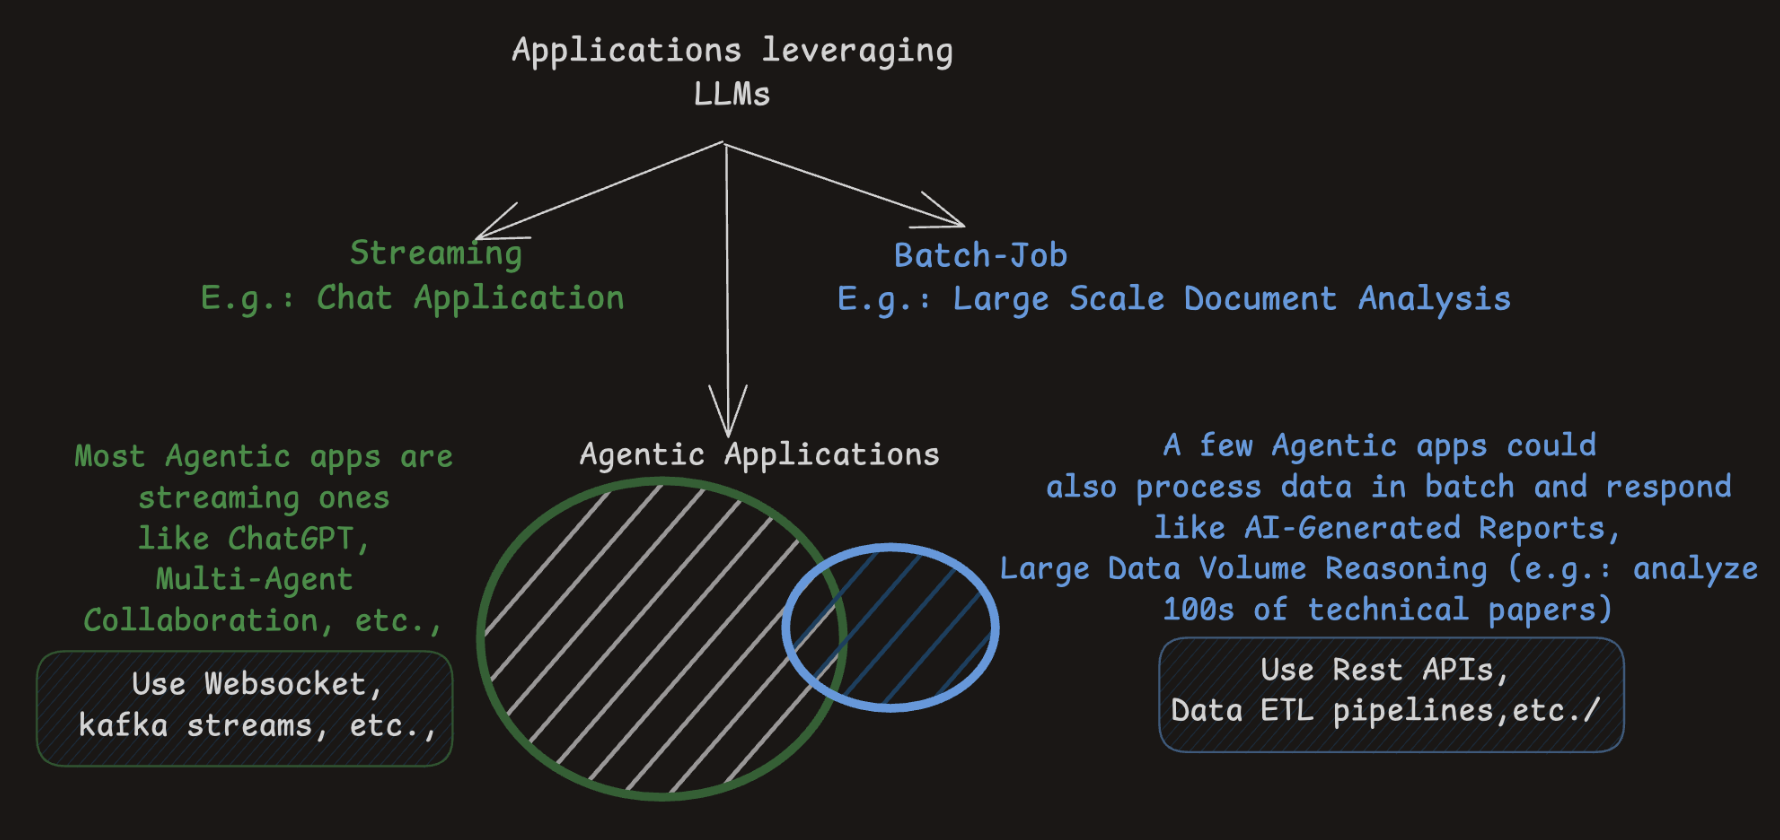 Applications leveraging
LLMs
Streaming
E.g.: Chat Application
Batch-Job
E.g.: Large Scale Document Analysis
Agentic Applications
Most Agentic apps are
streaming ones
like ChatGPT,
Multi-Agent
Collaboration, etc.,
Use Websocket,
kafka streams, etc.,
A few Agentic apps could
also process data in batch and respond
like AI-Generated Reports,
Large Data Volume Reasoning (e.g.: analyze
100s of technical papers)
Use Rest APIs,
Data ETL pipelines,etc./